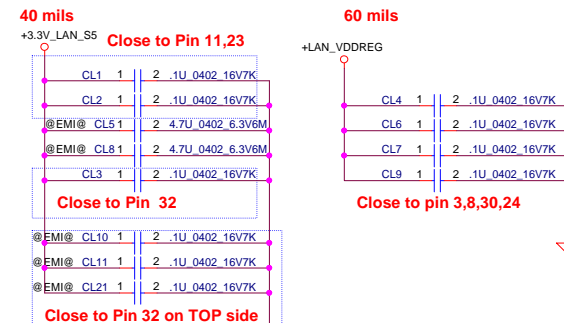 40 mils
+3.3V_LAN_S5
Close to Pin 11,23
CL1 1 2 .1U_0402_16V7K
CL2 1 2 .1U_0402_16V7K
@EMI@ CL5 1 2 4.7U_0402_6.3V6M
@EMI@ CL8 1 2 4.7U_0402_6.3V6M
CL3 1 2 .1U_0402_16V7K
Close to Pin 32
@EMI@ CL10 1 2 .1U_0402_16V7K
@EMI@ CL11 1 2 .1U_0402_16V7K
@EMI@ CL21 1 2 .1U_0402_16V7K
Close to Pin 32 on TOP side
60 mils
+LAN_VDDREG
CL4 1 2 .1U_0402_16V7K
CL6 1 2 .1U_0402_16V7K
CL7 1 2 .1U_0402_16V7K
CL9 1 2 .1U_0402_16V7K
Close to pin 3,8,30,24